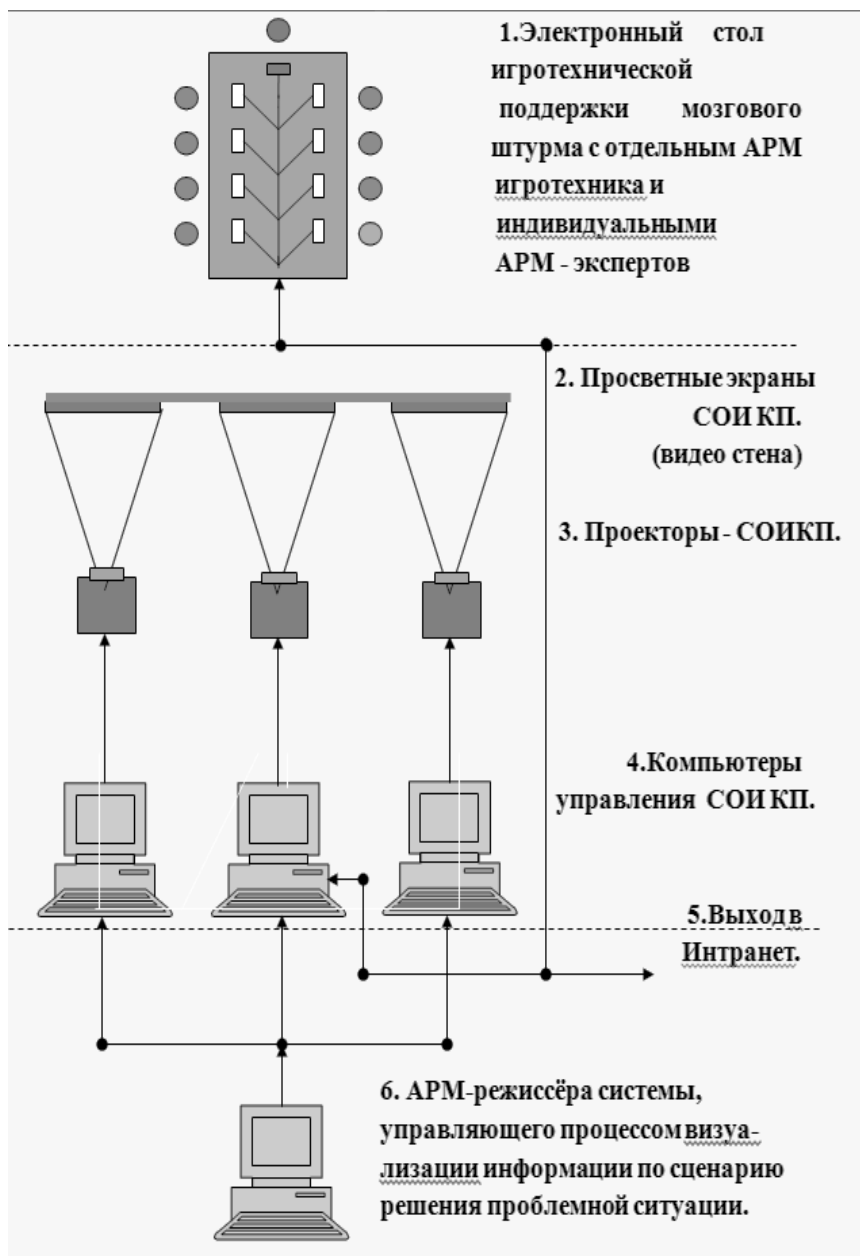 1.Электронный стол
игротехнической
поддержки мозгового
штурма с отдельным АРМ
игротехника и
индивидуальными
АРМ - экспертов
2. Просветные экраны
СОИ КП.
(видео стена)
3. Проекторы - СОИКП.
4.Компьютеры
управления СОИ КП.
5.Выход в
Интранет.
6. АРМ-режиссёра системы,
управляющего процессом визуа-
лизации информации по сценарию
решения проблемной ситуации.